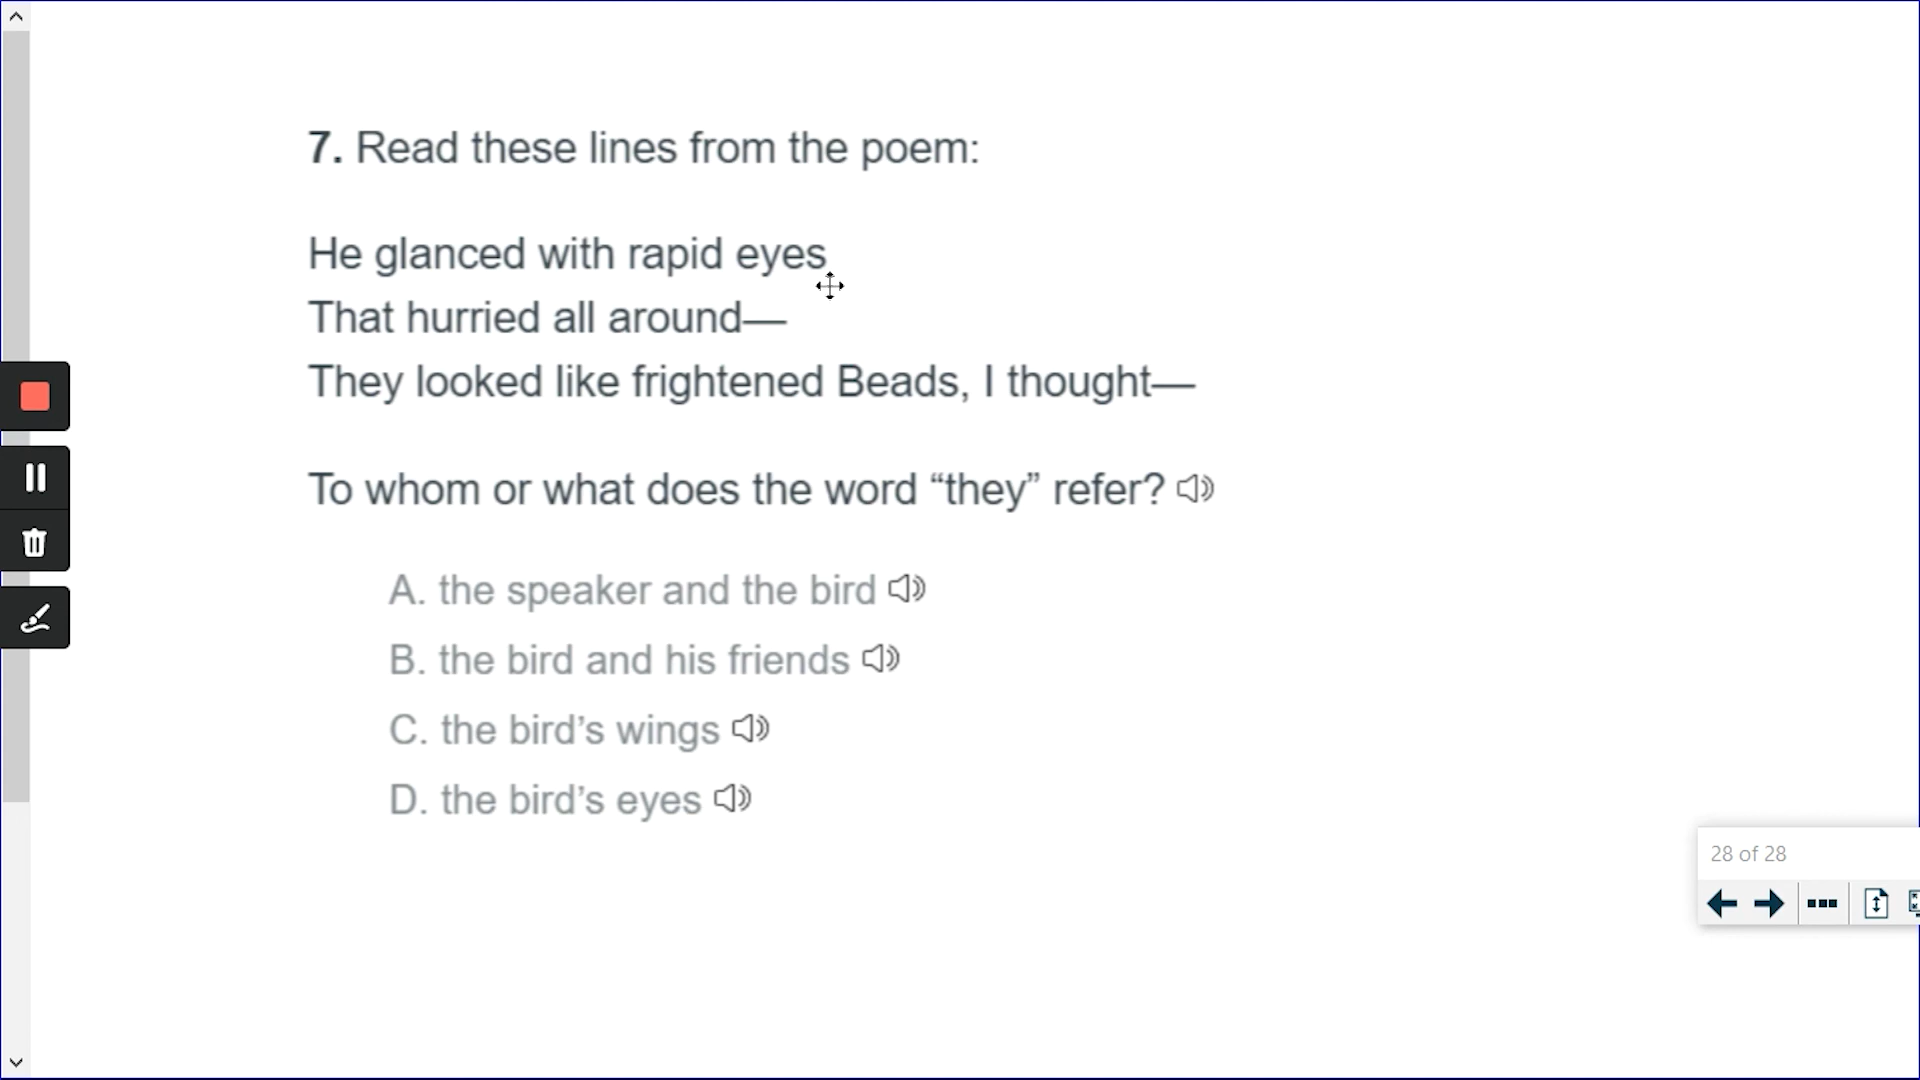 7. Read these lines from the poem:
He glanced with rapid eyes
That hurried all around—
They looked like frightened Beads, I thought—
To whom or what does the word “they” refer?
A. the speaker and the bird
B. the bird and his friends
C. the bird’s wings
D. the bird’s eyes
28 of 28